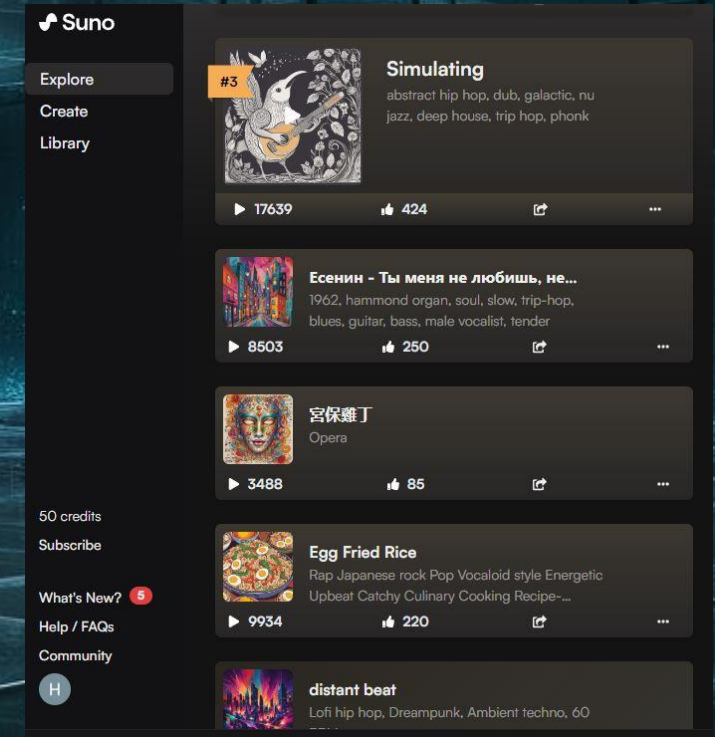 Suno
Explore
Create
Library
50 credits
Subscribe
What's New? 5
Help / FAQs
Community
H
#3
Simulating
abstract hip hop, dub, galactic, nu
jazz, deep house, trip hop, phonk
17639 424
Есенин - Ты меня не любишь, не...
1962, hammond organ, soul, slow, trip-hop,
blues, guitar, bass, male vocalist, tender
8503 250
宮保雞丁
Opera
3488 85
Egg Fried Rice
Rap Japanese rock Pop Vocaloid style Energetic
Upbeat Catchy Culinary Cooking Recipe-...
9934 220
distant beat
Lofi hip hop, Dreampunk, Ambient techno, 60